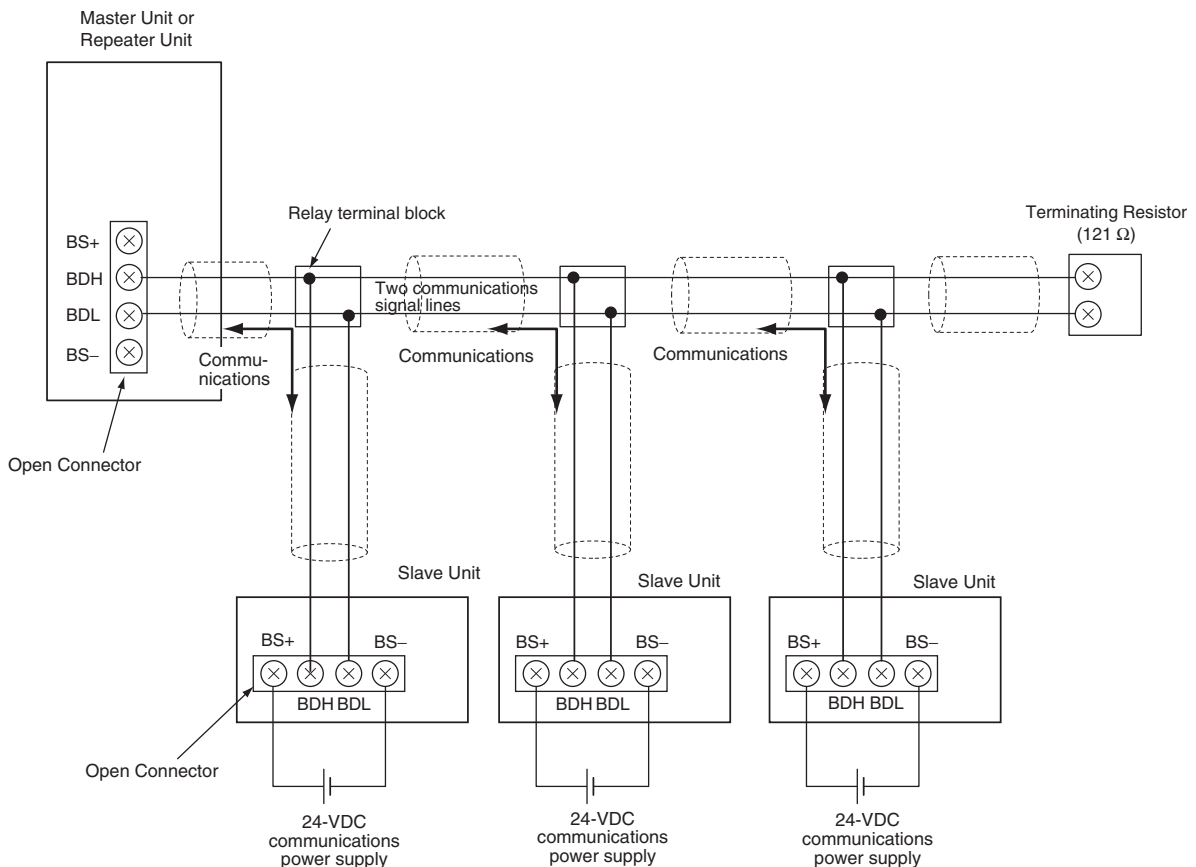 Master Unit or
Repeater Unit
BS+
BDH
BDL
BS–
Relay terminal block
Terminating Resistor
(121 Ω)
Two communications
signal lines
Commu-
nications
Communications
Communications
Open Connector
Slave Unit
Slave Unit
Slave Unit
BS+
BS–
BDH BDL
BS+
BS–
BDH BDL
BS+
BS–
BDH BDL
Open Connector
24-VDC
communications
power supply
24-VDC
communications
power supply
24-VDC
communications
power supply